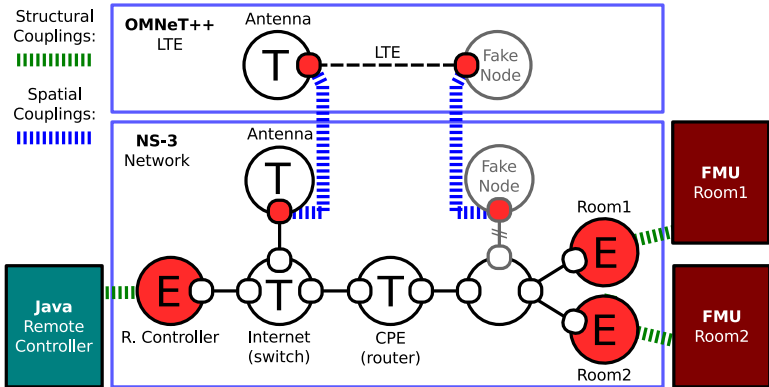 Structural
Couplings:
Spatial
Couplings:
OMNeT++
LTE
Antenna
T
LTE
Fake
Node
NS-3
Network
Antenna
T
Fake
Node
Room1
E
FMU
Room1
Java
Remote
Controller
E
R. Controller
T
Internet
(switch)
T
CPE
(router)
E
Room2
FMU
Room2